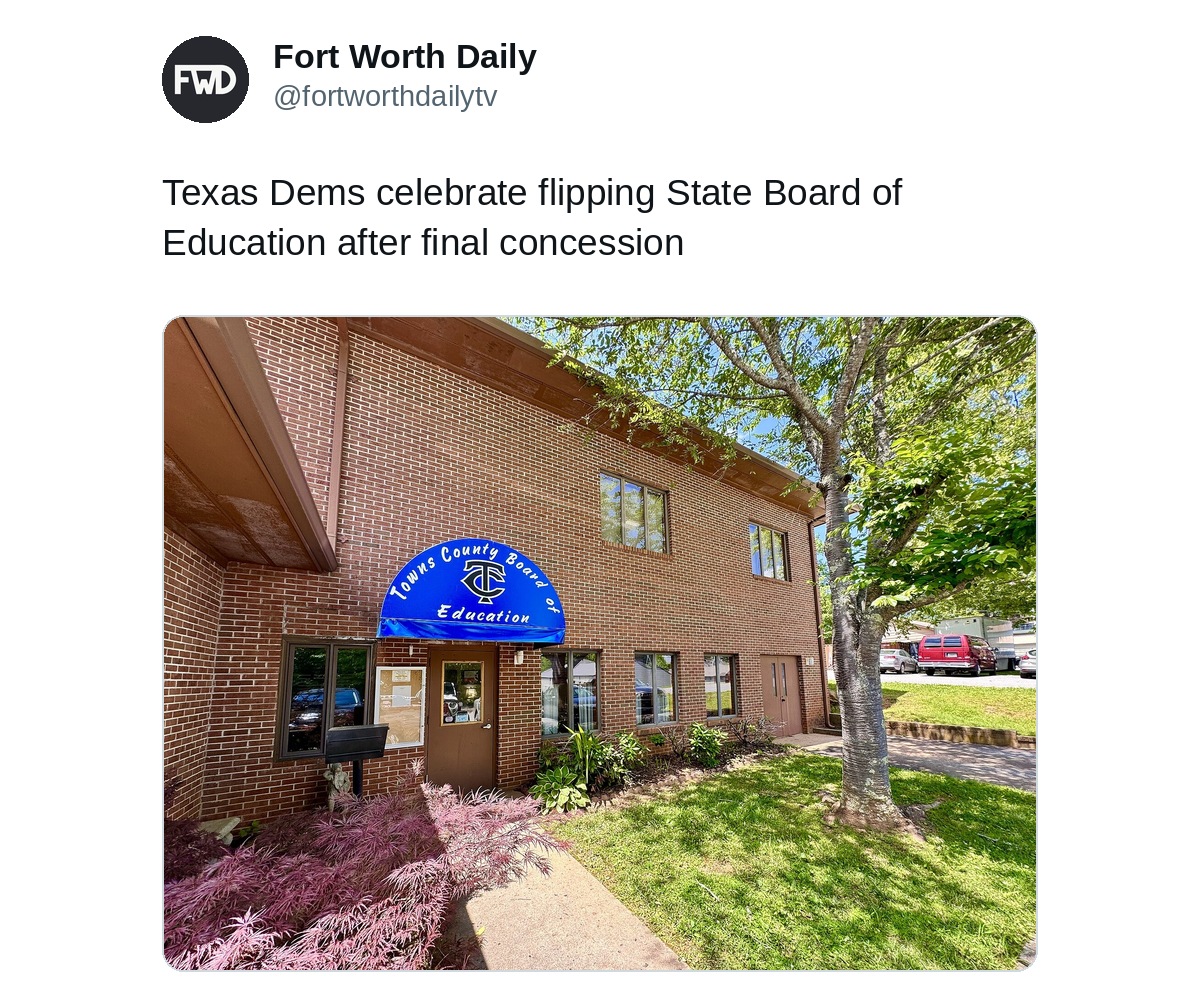 FWD
Fort Worth Daily
@fortworthdailytv
Texas Dems celebrate flipping State Board of
Education after final concession
Towns County Board of
TC
Education